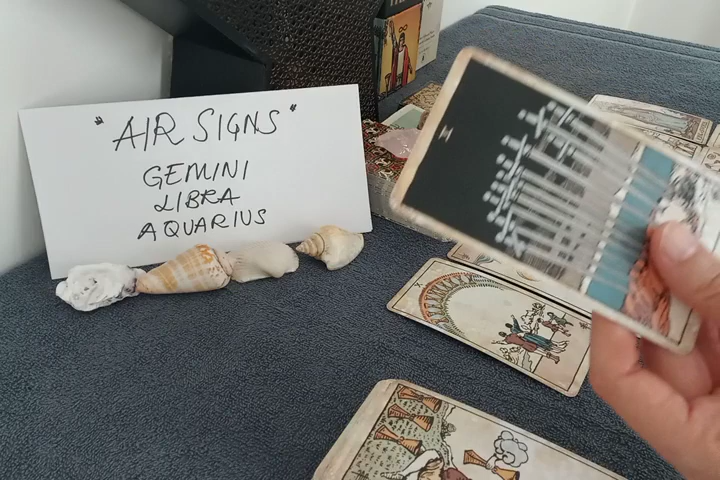 "AIR SIGNS"
GEMINI
LIBRA
AQUARIUS
X